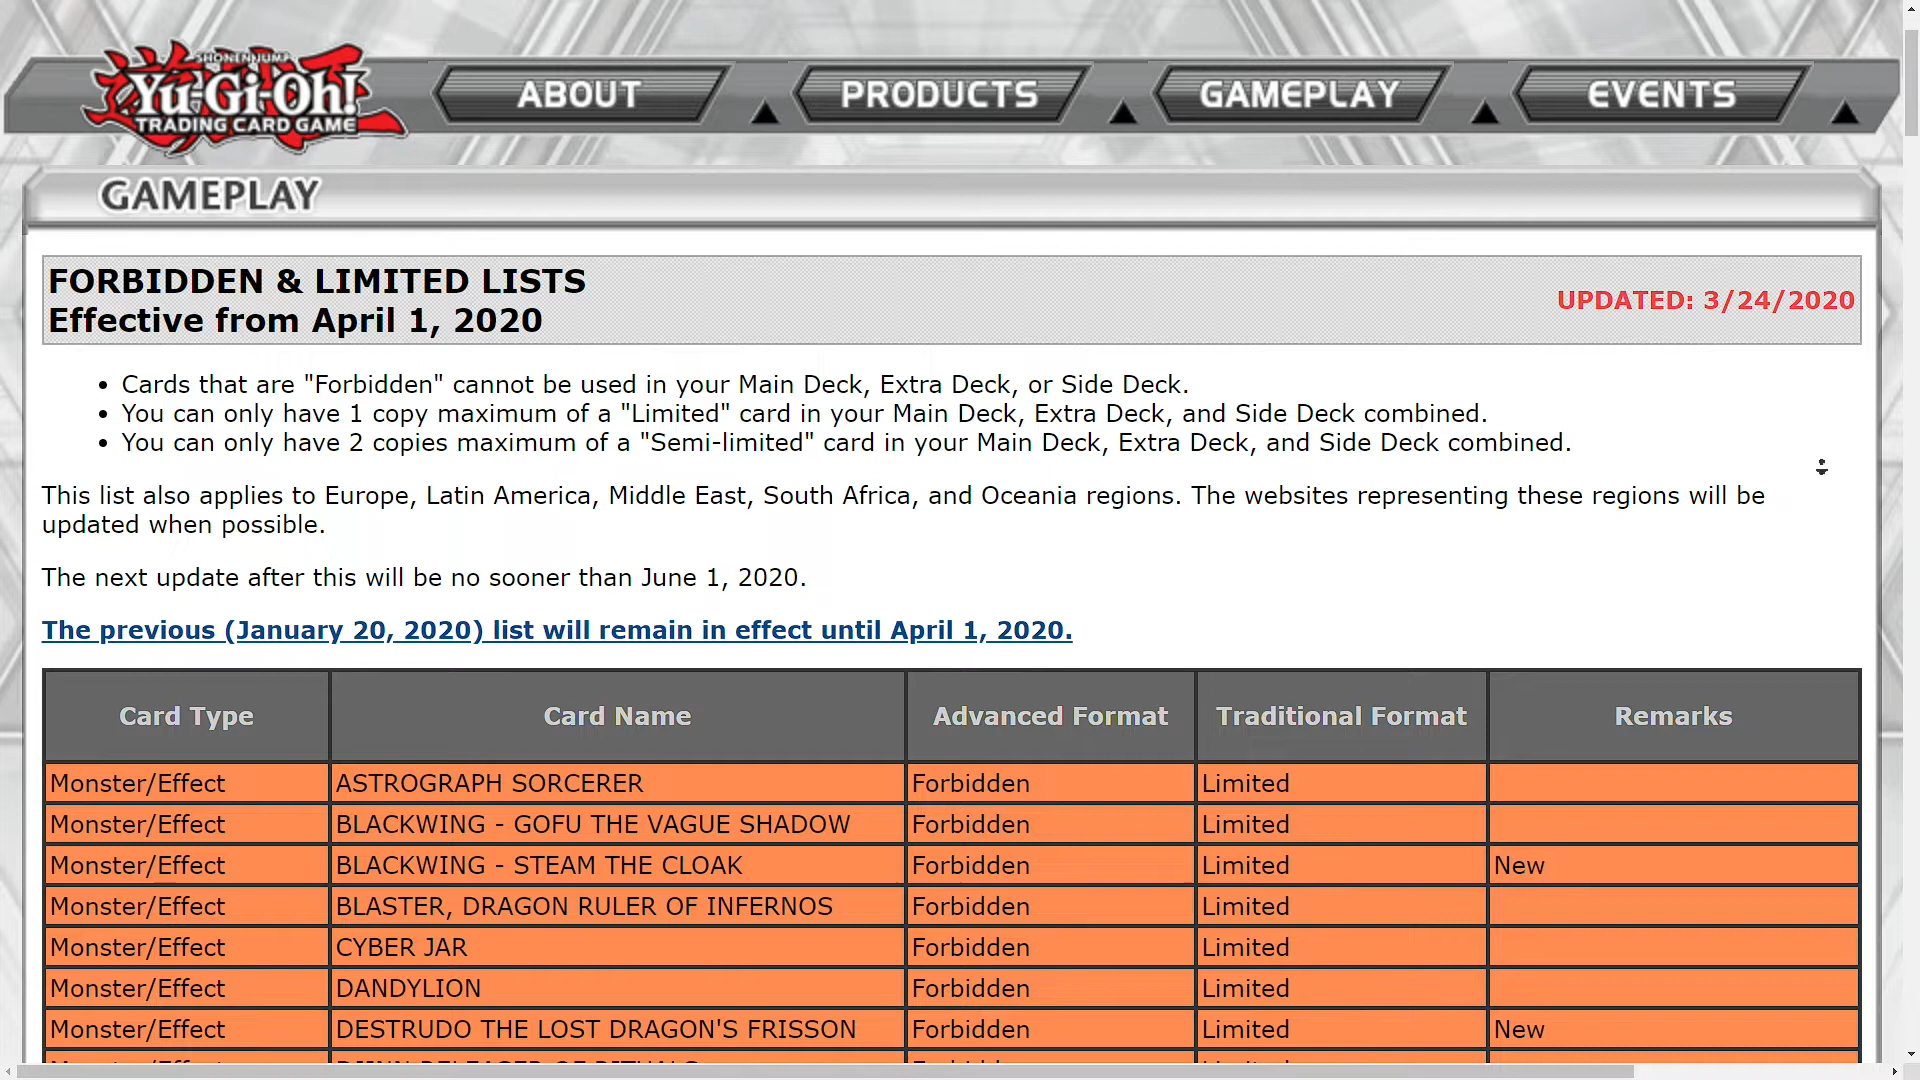 SHONEN JUMP
Yu-Gi-Oh!
TRADING CARD GAME
ABOUT
PRODUCTS
GAMEPLAY
EVENTS
GAMEPLAY
FORBIDDEN & LIMITED LISTS
Effective from April 1, 2020
UPDATED: 3/24/2020
• Cards that are "Forbidden" cannot be used in your Main Deck, Extra Deck, or Side Deck.
• You can only have 1 copy maximum of a "Limited" card in your Main Deck, Extra Deck, and Side Deck combined.
• You can only have 2 copies maximum of a "Semi-limited" card in your Main Deck, Extra Deck, and Side Deck combined.
This list also applies to Europe, Latin America, Middle East, South Africa, and Oceania regions. The websites representing these regions will be
updated when possible.
The next update after this will be no sooner than June 1, 2020.
The previous (January 20, 2020) list will remain in effect until April 1, 2020.
Card Type Card Name Advanced Format Traditional Format Remarks
Monster/Effect ASTROGRAPH SORCERER Forbidden Limited
Monster/Effect BLACKWING - GOFU THE VAGUE SHADOW Forbidden Limited
Monster/Effect BLACKWING - STEAM THE CLOAK Forbidden Limited New
Monster/Effect BLASTER, DRAGON RULER OF INFERNOS Forbidden Limited
Monster/Effect CYBER JAR Forbidden Limited
Monster/Effect DANDYLION Forbidden Limited
Monster/Effect DESTRUDO THE LOST DRAGON'S FRISSON Forbidden Limited New